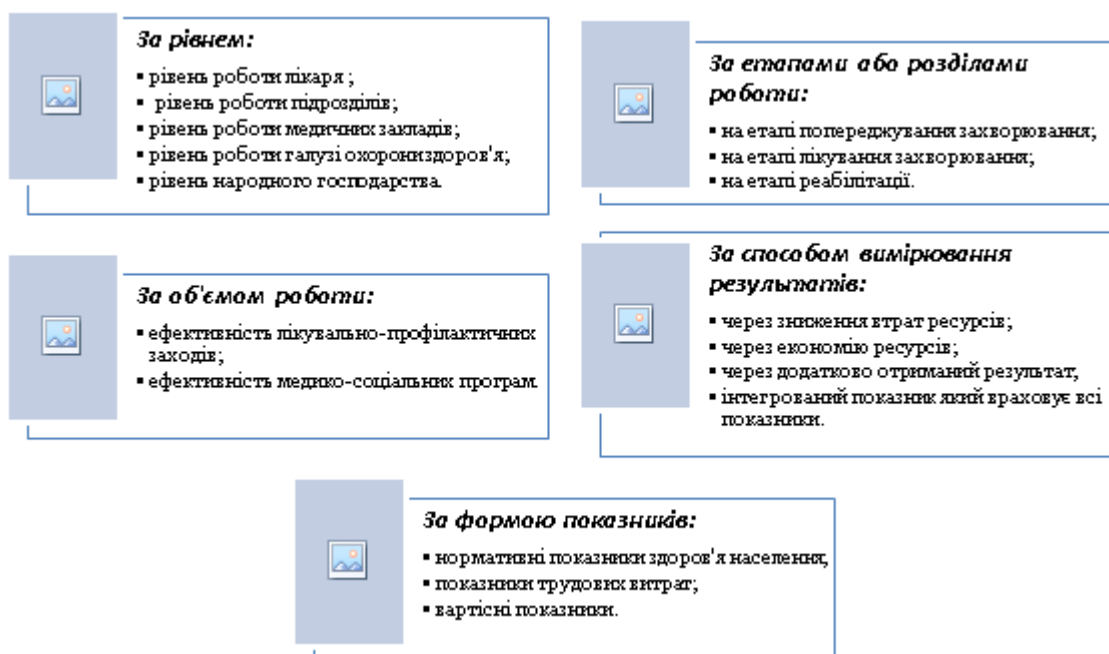 За рівнем:
▪ рівень роботи лікаря ;
▪ рівень роботи підрозділів;
▪ рівень роботи медичних закладів;
▪ рівень роботи галузі охорони здоров'я;
▪ рівень народного господарства.
За етапами або розділами
роботи:
▪ на етапі попереджування захворювання;
▪ на етапі лікування захворювання;
▪ на етапі реабілітації.
За об'ємом роботи:
▪ ефективність лікувально-профілактичних
заходів;
▪ ефективність медико-соціальних програм.
За способом вимірювання
результатів:
▪ через зниження втрат ресурсів;
▪ через економію ресурсів;
▪ через додатково отриманий результат,
▪ інтегрований показник який враховує всі
показники.
За формою показників:
▪ нормативні показники здоров'я населення;
▪ показники трудових витрат;
▪ вартісні показники.